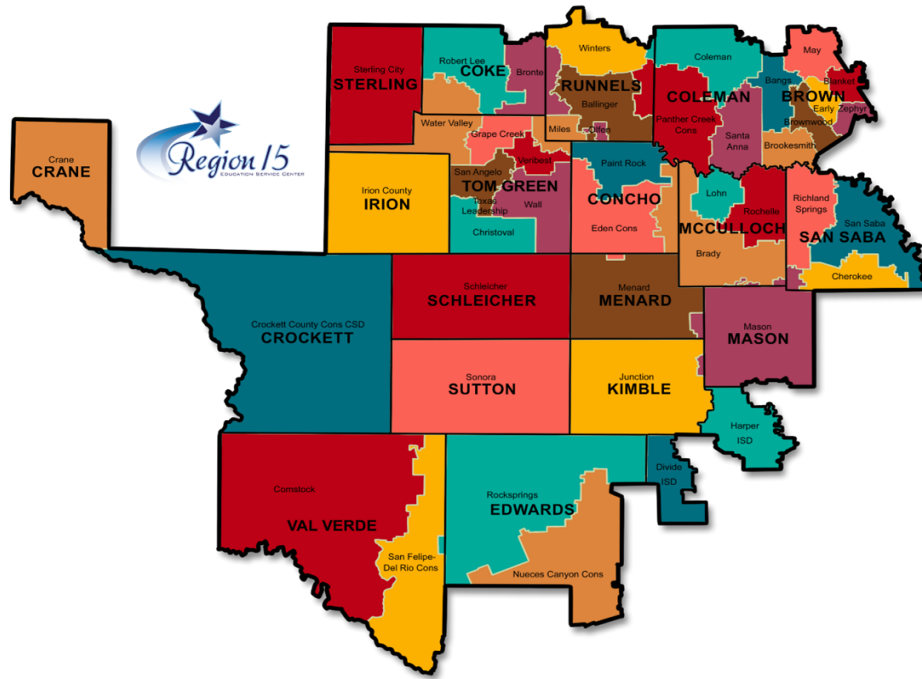 Region 15
EDUCATION SERVICE CENTER
Crane
CRANE
Sterling City
STERLING
Robert Lee
COKE
Bronte
Winters
RUNNELS
Ballinger
Olfen
Coleman
COLEMAN
Panther Creek
Cons
Santa
Anna
May
Bangs
BROWN
Blanket
Early
Zephyr
Brownwood
Brookesmith
Water Valley
Grape Creek
Miles
Veribest
San Angelo
TOM GREEN
Texas
Leadership
Wall
Christoval
Irion County
IRION
Paint Rock
CONCHO
Eden Cons
Lohn
Rochelle
MCCULLOCH
Brady
Richland
Springs
San Saba
SAN SABA
Cherokee
Crockett County Cons CSD
CROCKETT
Schleicher
SCHLEICHER
Menard
MENARD
Mason
MASON
Sonora
SUTTON
Junction
KIMBLE
Harper
ISD
Divide
ISD
Comstock
VAL VERDE
San Felipe-
Del Rio Cons
Rocksprings
EDWARDS
Nueces Canyon Cons